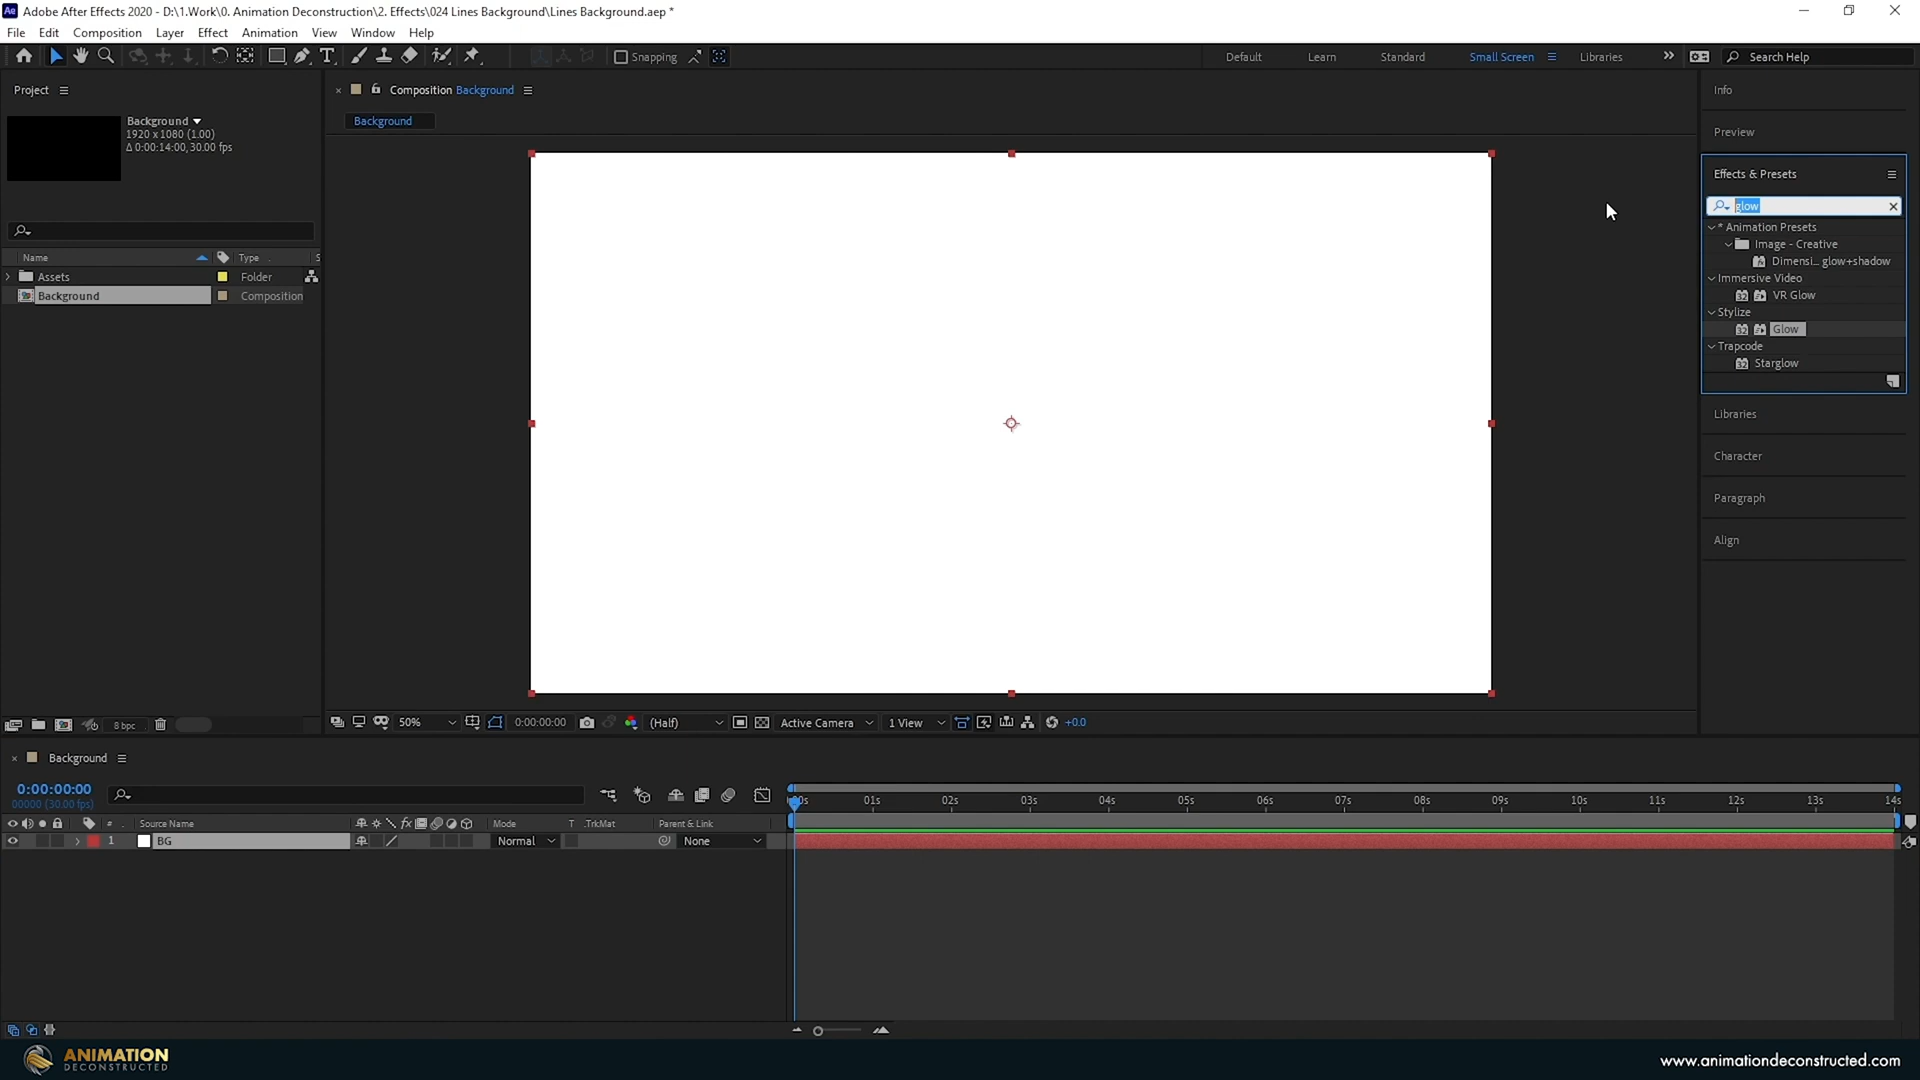 Ae Adobe After Effects 2020 - D:\1.Work\0. Animation Deconstruction\2. Effects\024 Lines Background\Lines Background.aep *
File Edit Composition Layer Effect Animation View Window Help
Snapping Default Learn Standard Small Screen Libraries Search Help
Project
Background
1920 x 1080 (1.00)
Δ 0:00:14:00, 30.00 fps
Name Type S
Assets Folder
Background Composition
8 bpc
Composition Background
Background
50% 0:00:00:00 (Half) Active Camera 1 View +0.0
Info
Preview
Effects & Presets
glow
* Animation Presets
Image - Creative
Dimensi... glow+shadow
Immersive Video
32 VR Glow
Stylize
32 Glow
Trapcode
32 Starglow
Libraries
Character
Paragraph
Align
Background
0:00:00:00
00000 (30.00 fps)
01s 02s 03s 04s 05s 06s 07s 08s 09s 10s 11s 12s 13s 14s
# Source Name fx Mode T .TrkMat Parent & Link
1 BG Normal None
ANIMATION
DECONSTRUCTED
www.animationdeconstructed.com